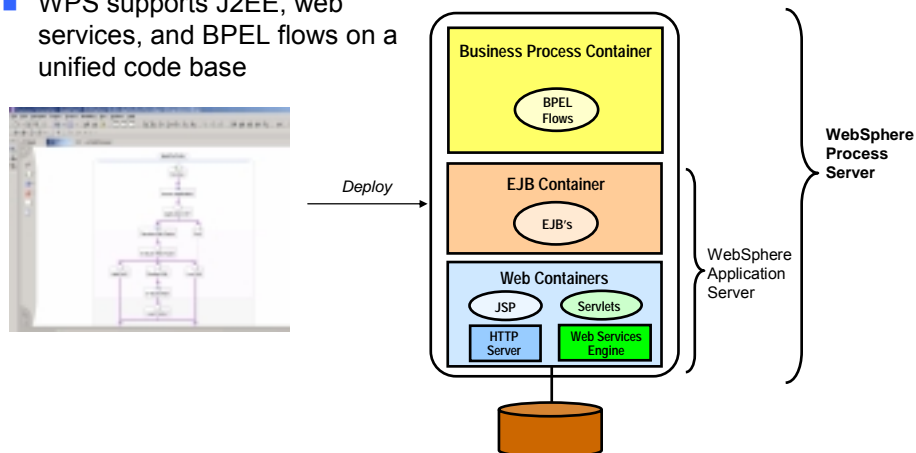 WPS supports J2EE, web
services, and BPEL flows on a
unified code base
Deploy
Business Process Container
BPEL
Flows
EJB Container
EJB's
Web Containers
JSP
Servlets
HTTP
Server
Web Services
Engine
WebSphere
Application
Server
WebSphere
Process
Server